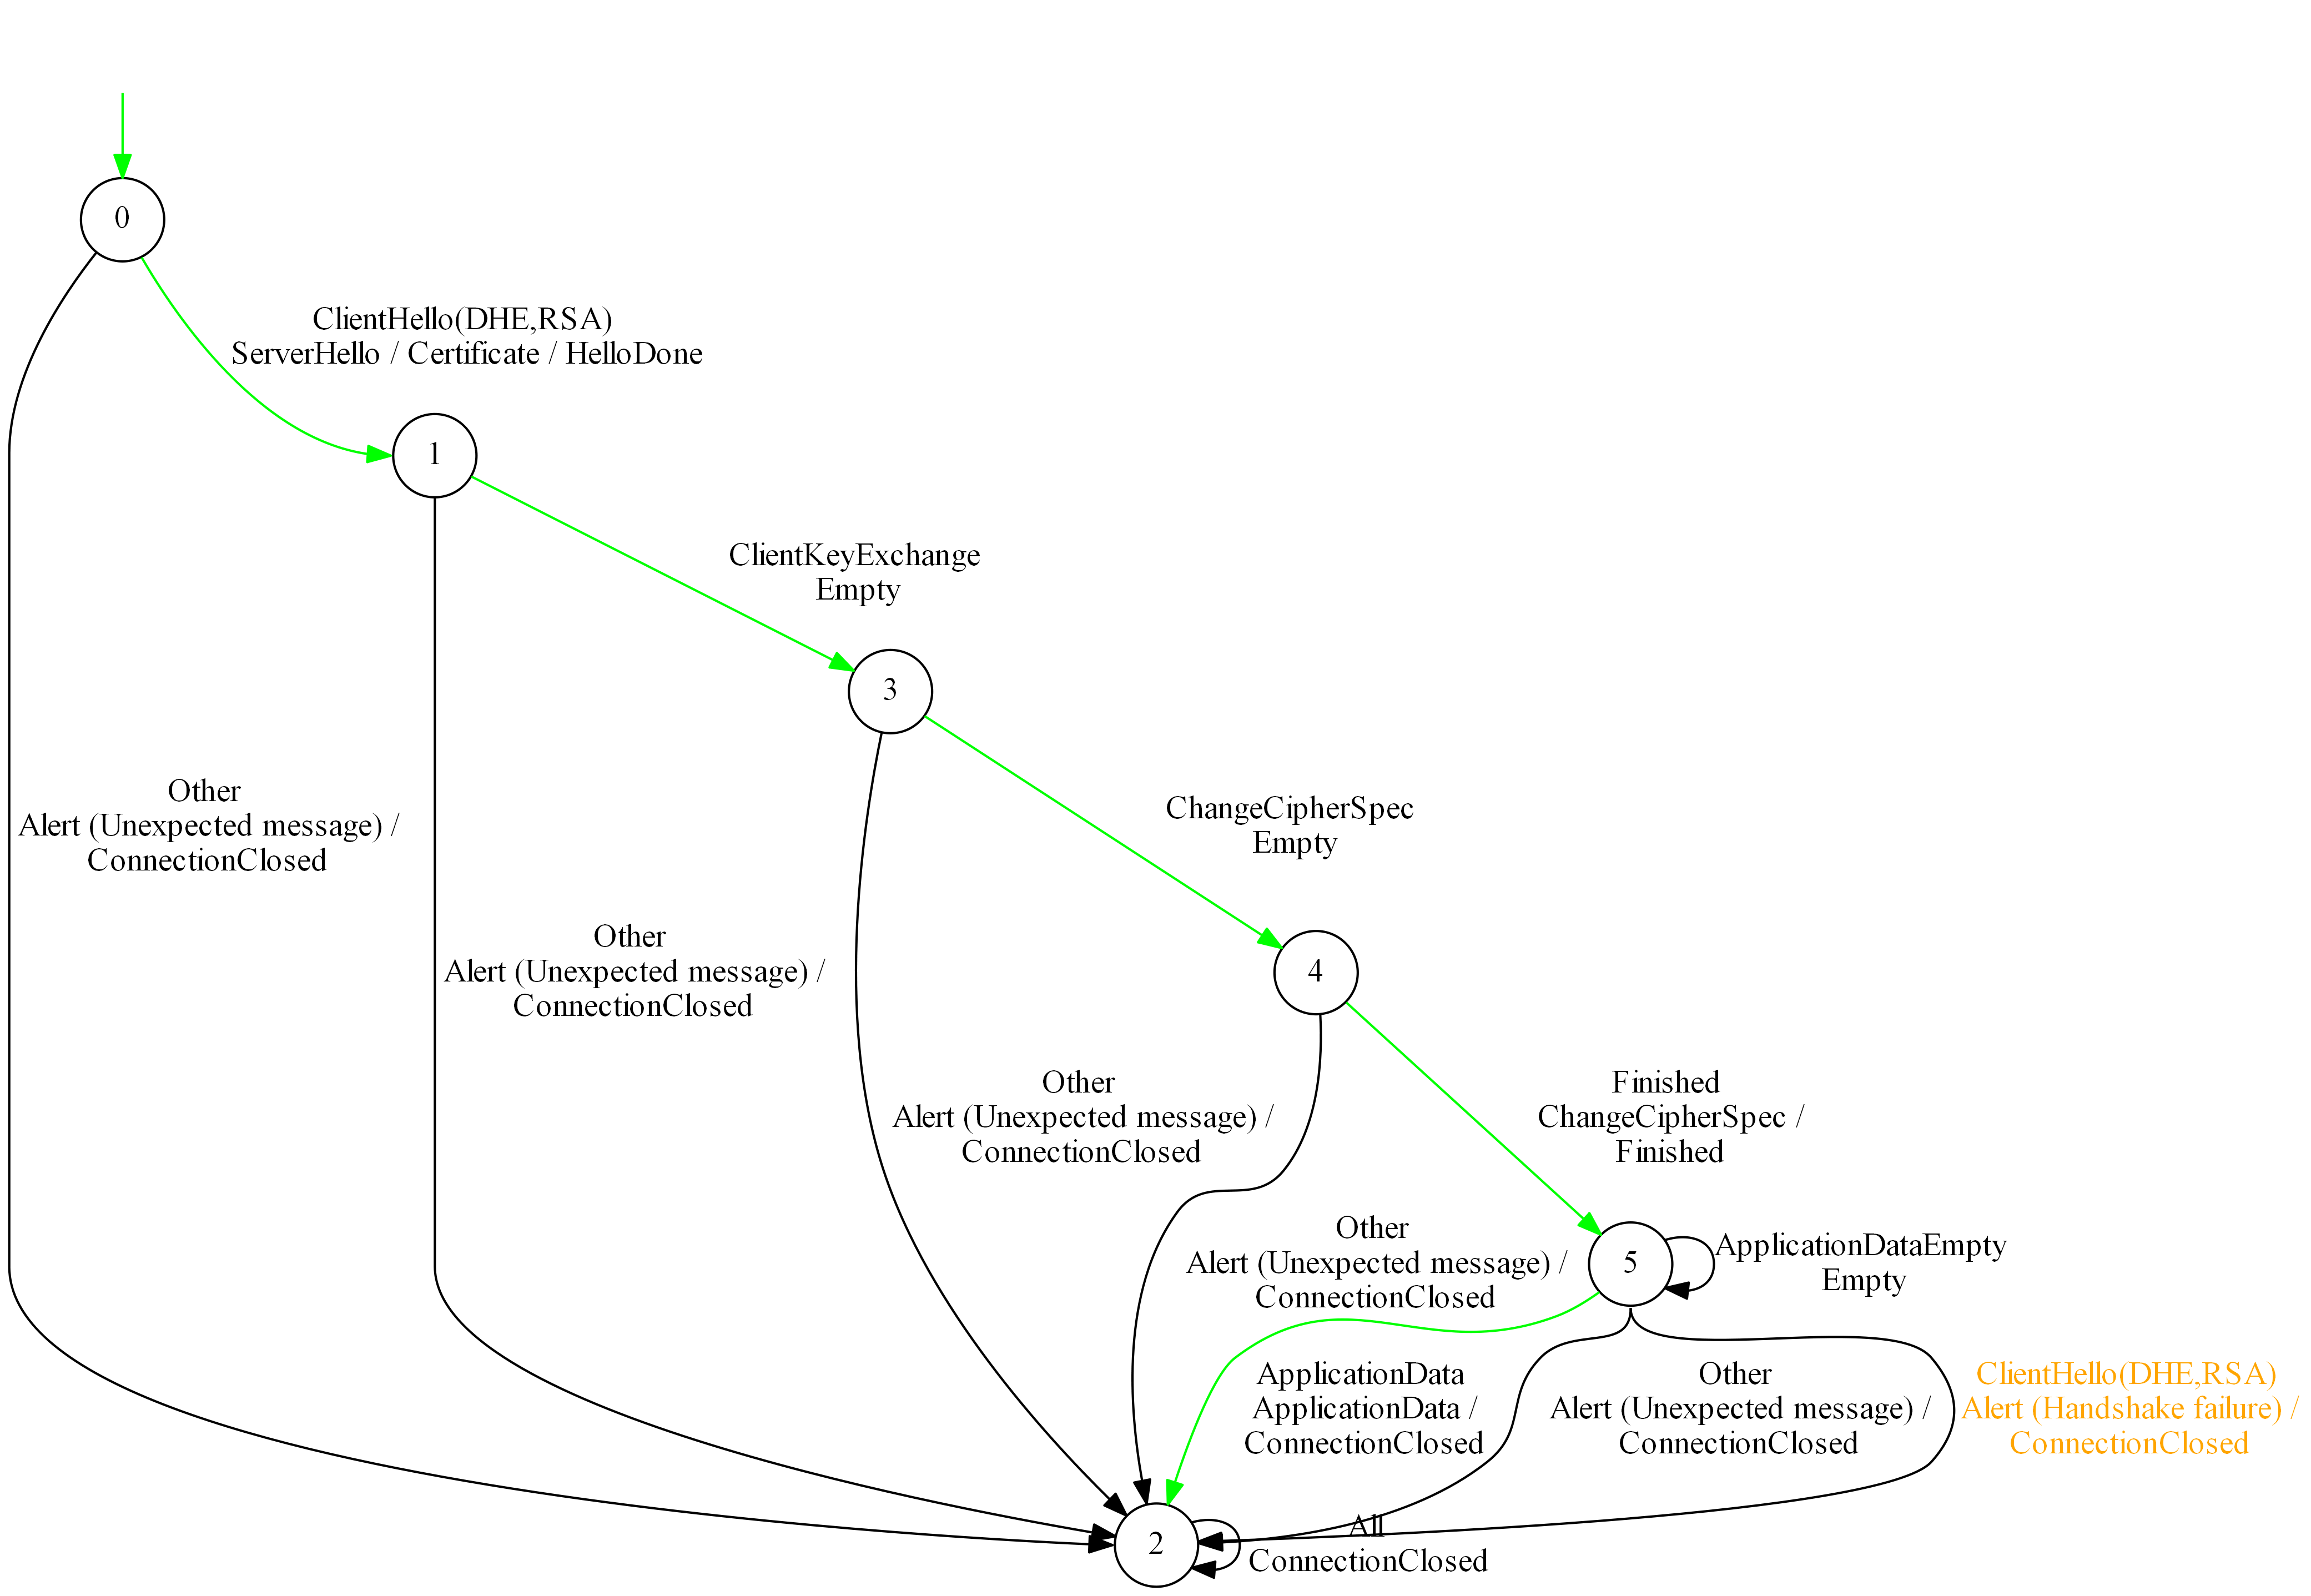 0
ClientHello(DHE,RSA)
ServerHello / Certificate / HelloDone
1
ClientKeyExchange
Empty
3
Other
Alert (Unexpected message) /
ConnectionClosed
ChangeCipherSpec
Empty
Other
Alert (Unexpected message) /
ConnectionClosed
4
Other
Alert (Unexpected message) /
ConnectionClosed
Finished
ChangeCipherSpec /
Finished
Other
Alert (Unexpected message) /
ConnectionClosed
5
ApplicationDataEmpty
Empty
ApplicationData
ApplicationData /
ConnectionClosed
Other
Alert (Unexpected message) /
ConnectionClosed
ClientHello(DHE,RSA)
Alert (Handshake failure) /
ConnectionClosed
2
All
ConnectionClosed